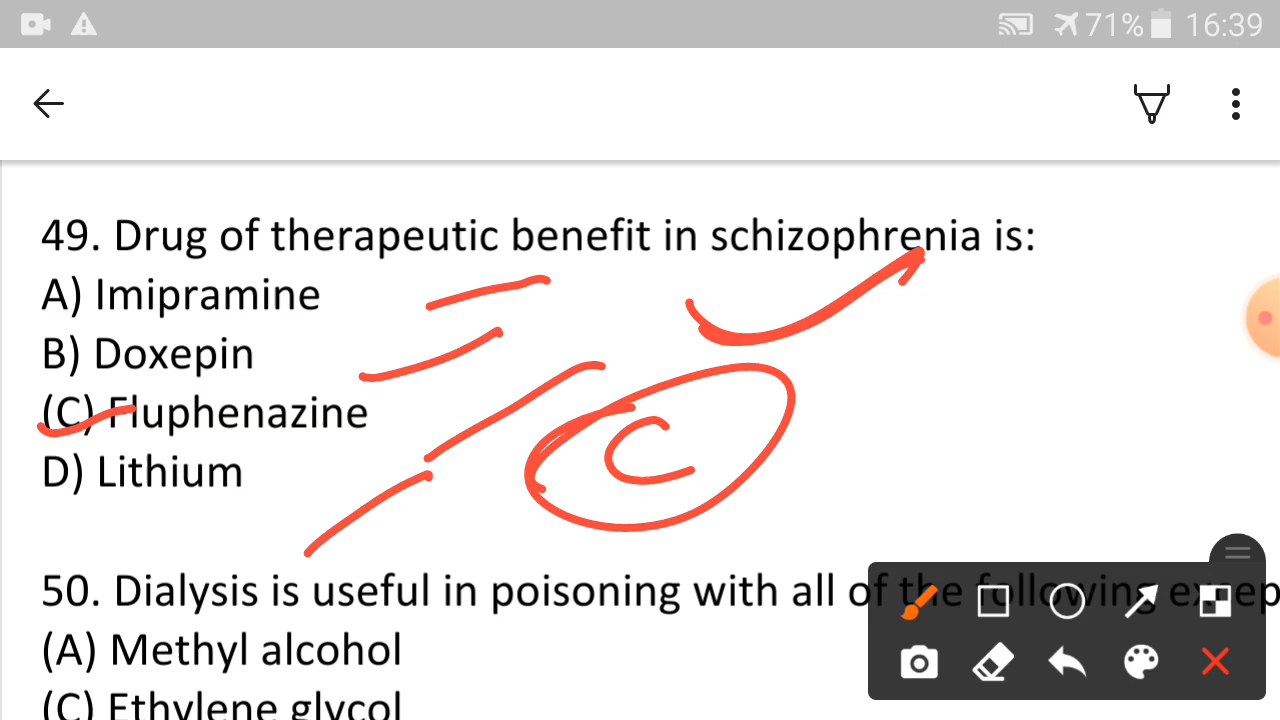 71% 16:39
49. Drug of therapeutic benefit in schizophrenia is:
A) Imipramine
B) Doxepin
(C) Fluphenazine
C
D) Lithium
50. Dialysis is useful in poisoning with all of the following excep
(A) Methyl alcohol
(C) Ethylene glycol